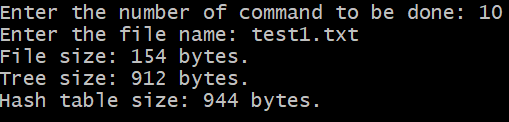 Enter the number of command to be done: 10
Enter the file name: test1.txt
File size: 154 bytes.
Tree size: 912 bytes.
Hash table size: 944 bytes.